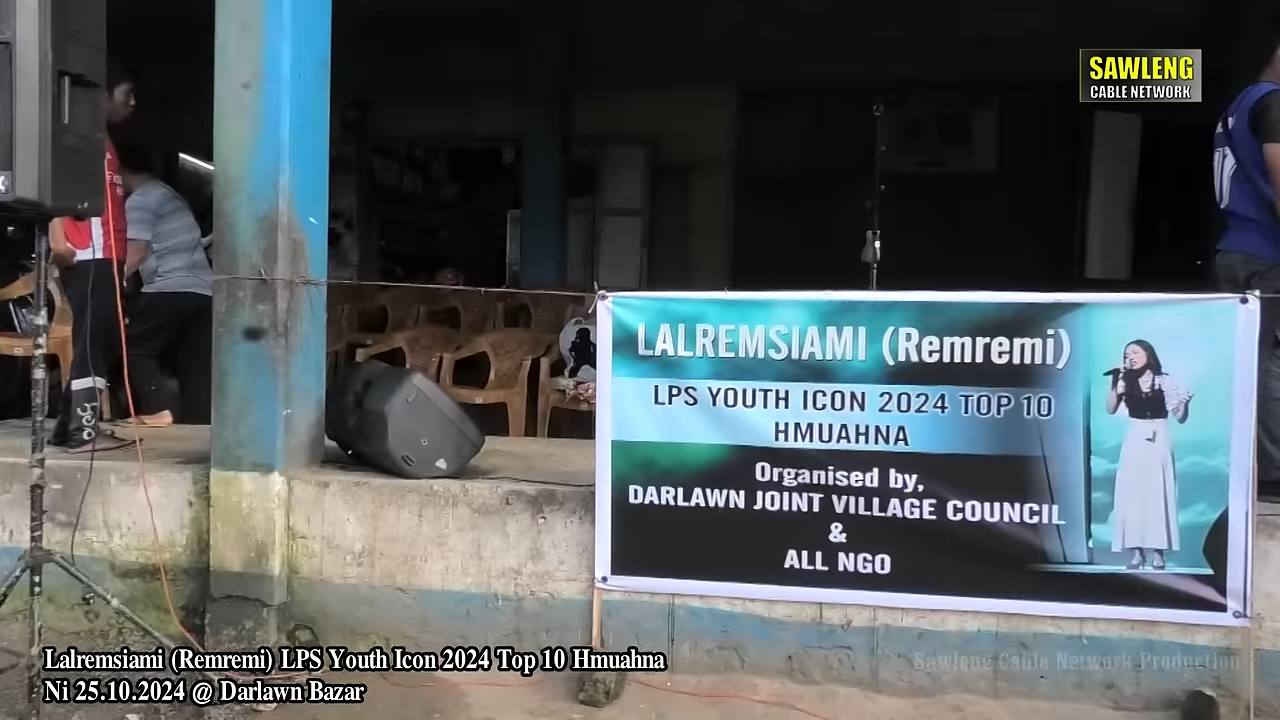 SAWLENG
CABLE NETWORK
LALREMSIAMI (Remremi)
LPS YOUTH ICON 2024 TOP 10
HMUAHNA
Organised by,
DARLAWN JOINT VILLAGE COUNCIL
&
ALL NGO
Sawleng Cable Network Production
Lalremsiami (Remremi) LPS Youth Icon 2024 Top 10 Hmuahna
Ni 25.10.2024 @ Darlawn Bazar